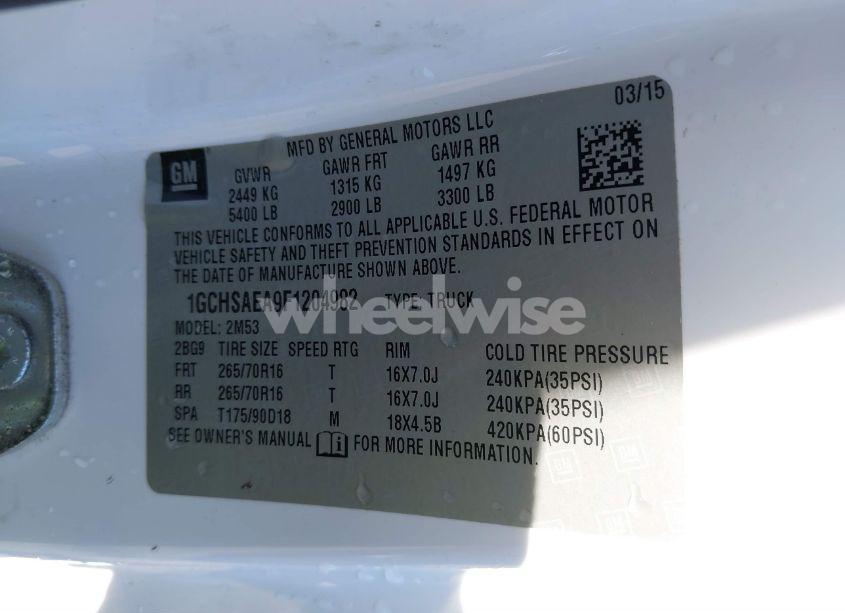 03/15
MFD BY GENERAL MOTORS LLC
GM
GVWR GAWR FRT GAWR RR
2449 KG 1315 KG 1497 KG
5400 LB 2900 LB 3300 LB
THIS VEHICLE CONFORMS TO ALL APPLICABLE U.S. FEDERAL MOTOR
VEHICLE SAFETY AND THEFT PREVENTION STANDARDS IN EFFECT ON
THE DATE OF MANUFACTURE SHOWN ABOVE.
1GCHSAEA9F1204982 TYPE: TRUCK
wheelwise
MODEL: 2M53
2BG9 TIRE SIZE SPEED RTG RIM COLD TIRE PRESSURE
FRT 265/70R16 T 16X7.0J 240KPA(35PSI)
RR 265/70R16 T 16X7.0J 240KPA(35PSI)
SPA T175/90D18 M 18X4.5B 420KPA(60PSI)
SEE OWNER'S MANUAL FOR MORE INFORMATION.